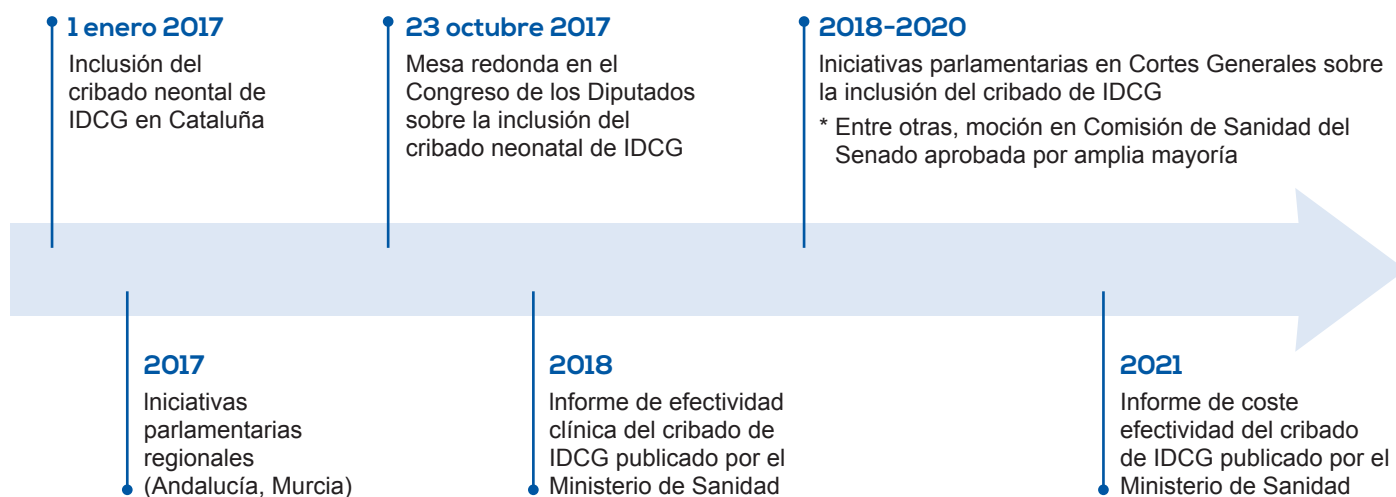 1 enero 2017
Inclusión del
cribado neontal de
IDCG en Cataluña
23 octubre 2017
Mesa redonda en el
Congreso de los Diputados
sobre la inclusión del
cribado neonatal de IDCG
2018-2020
Iniciativas parlamentarias en Cortes Generales sobre
la inclusión del cribado de IDCG
* Entre otras, moción en Comisión de Sanidad del
Senado aprobada por amplia mayoría
2017
Iniciativas
parlamentarias
regionales
(Andalucía, Murcia)
2018
Informe de efectividad
clínica del cribado de
IDCG publicado por el
Ministerio de Sanidad
2021
Informe de coste
efectividad del cribado
de IDCG publicado por el
Ministerio de Sanidad